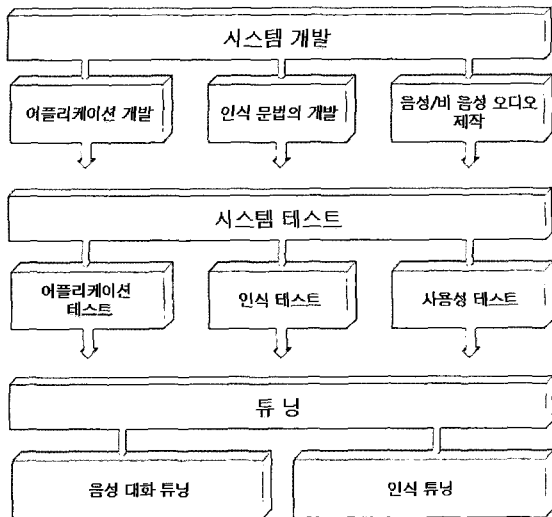 시스템 개발
어플리케이션 개발
인식 문법의 개발
음성/비 음성 오디오
제작
시스템 테스트
어플리케이션
테스트
인식 테스트
사용성 테스트
튜 닝
음성 대화 튜닝
인식 튜닝